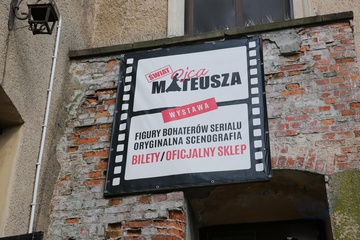 ŚWIAT
Ojca
MATEUSZA
WYSTAWA
FIGURY BOHATERÓW SERIALU
ORYGINALNA SCENOGRAFIA
BILETY/OFICJALNY SKLEP